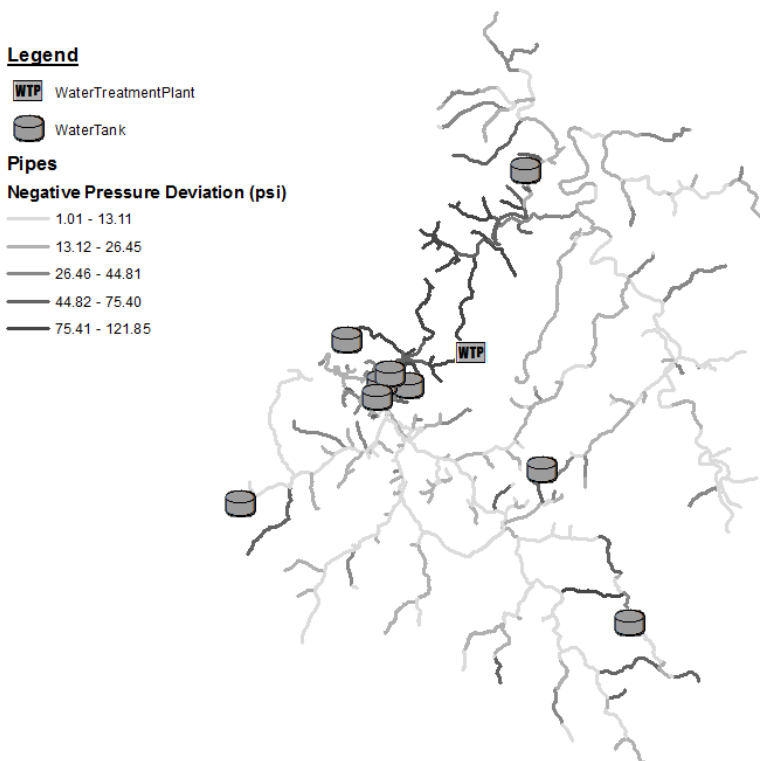 Legend
WTP WaterTreatmentPlant
WaterTank
Pipes
Negative Pressure Deviation (psi)
1.01 - 13.11
13.12 - 26.45
26.46 - 44.81
44.82 - 75.40
75.41 - 121.85
WTP